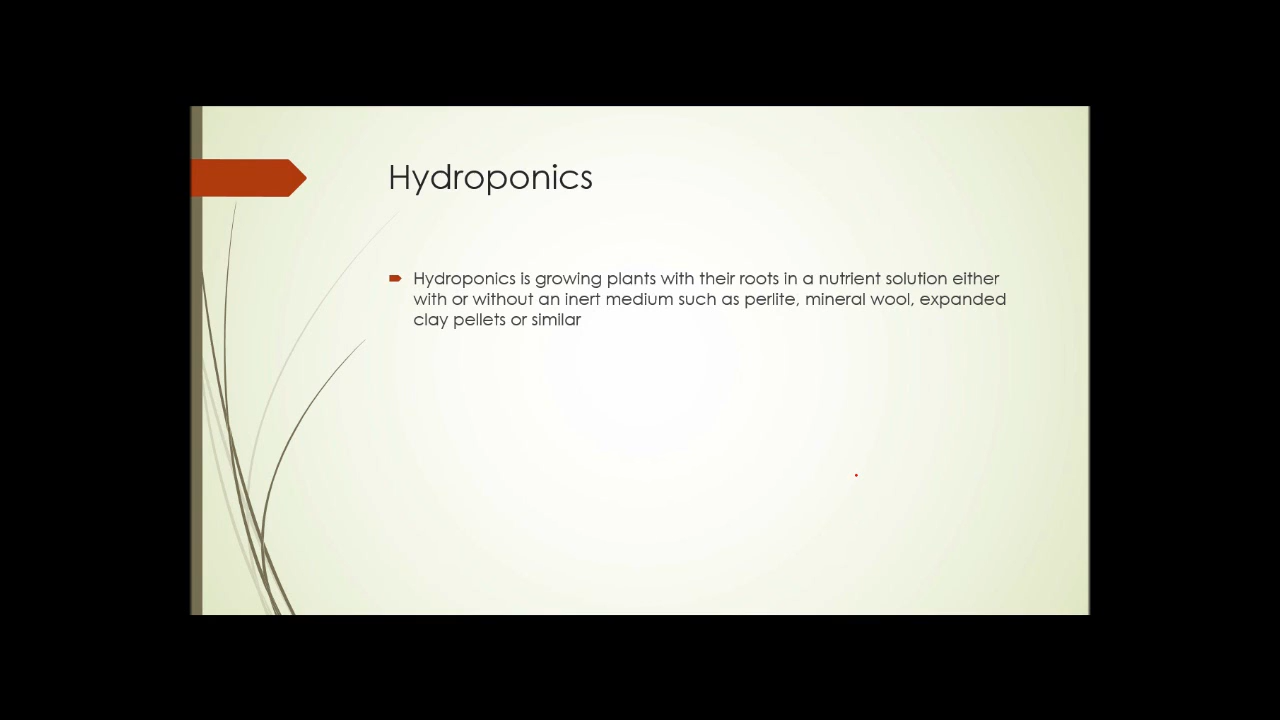 Hydroponics
Hydroponics is growing plants with their roots in a nutrient solution either
with or without an inert medium such as perlite, mineral wool, expanded
clay pellets or similar